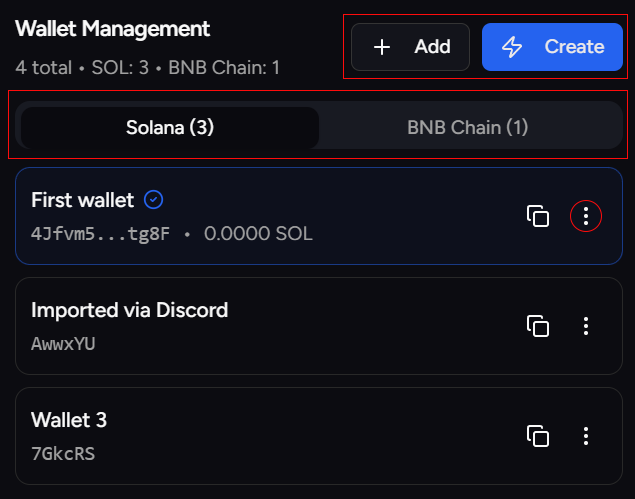 Wallet Management
4 total • SOL: 3 • BNB Chain: 1
Add
Create
Solana (3)
BNB Chain (1)
First wallet
4Jfvm5...tg8F • 0.0000 SOL
Imported via Discord
AwwxYU
Wallet 3
7GkcRS